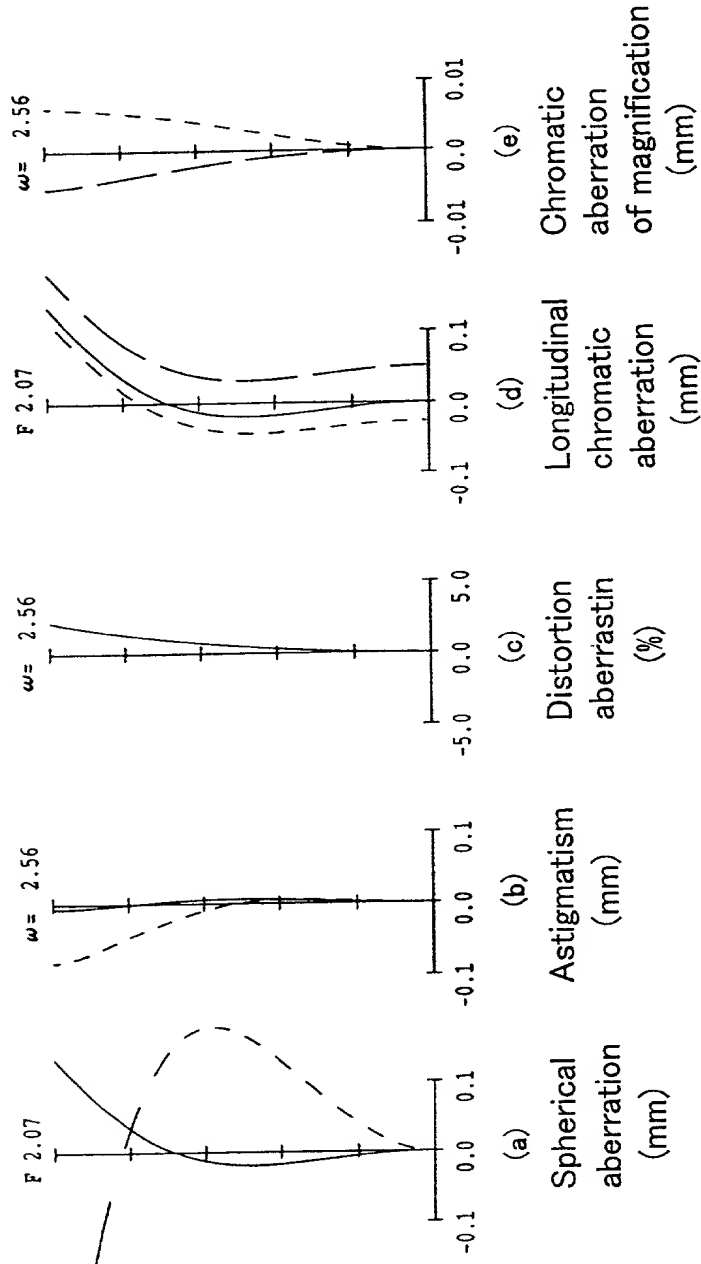 F 2.07
-0.1 0.0 0.1
(a)
Spherical
aberration
(mm)
ω= 2.56
-0.1 0.0 0.1
(b)
Astigmatism
(mm)
ω= 2.56
-5.0 0.0 5.0
(c)
Distortion
aberrastin
(%)
F 2.07
-0.1 0.0 0.1
(d)
Longitudinal
chromatic
aberration
(mm)
ω= 2.56
-0.01 0.0 0.01
(e)
Chromatic
aberration
of magnification
(mm)